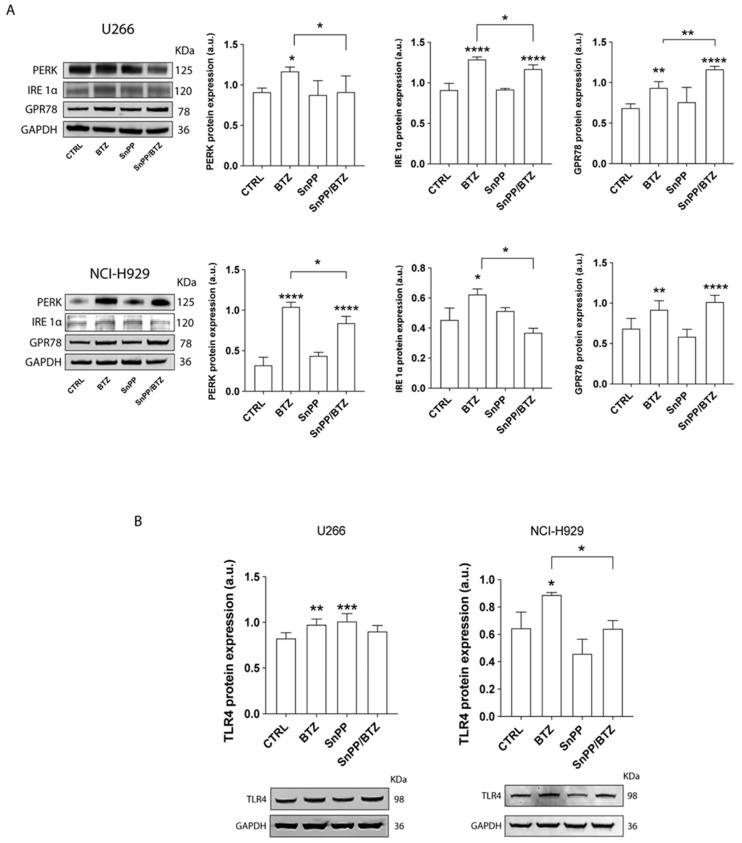 A
U266
KDa
PERK 125
IRE 1α 120
GPR78 78
GAPDH 36
CTRL BTZ SnPP SnPP/BTZ
PERK protein expression (a.u.)
1.5
1.0
0.5
0.0
*
*
CTRL BTZ SnPP SnPP/BTZ
IRE 1α protein expression (a.u.)
1.5
1.0
0.5
0.0
*
**** ****
CTRL BTZ SnPP SnPP/BTZ
GPR78 protein expression (a.u.)
1.5
1.0
0.5
0.0
**
** ****
CTRL BTZ SnPP SnPP/BTZ
NCI-H929
KDa
PERK 125
IRE 1α 120
GPR78 78
GAPDH 36
CTRL BTZ SnPP SnPP/BTZ
PERK protein expression (a.u.)
1.5
1.0
0.5
0.0
*
**** ****
CTRL BTZ SnPP SnPP/BTZ
IRE 1α protein expression (a.u.)
0.8
0.6
0.4
0.2
0.0
*
*
CTRL BTZ SnPP SnPP/BTZ
GPR78 protein expression (a.u.)
1.5
1.0
0.5
0.0
** ****
CTRL BTZ SnPP SnPP/BTZ
B
U266
TLR4 protein expression (a.u.)
1.5
1.0
0.5
0.0
** ***
CTRL BTZ SnPP SnPP/BTZ
KDa
TLR4 98
GAPDH 36
NCI-H929
TLR4 protein expression (a.u.)
1.0
0.8
0.6
0.4
0.2
0.0
*
*
CTRL BTZ SnPP SnPP/BTZ
KDa
TLR4 98
GAPDH 36